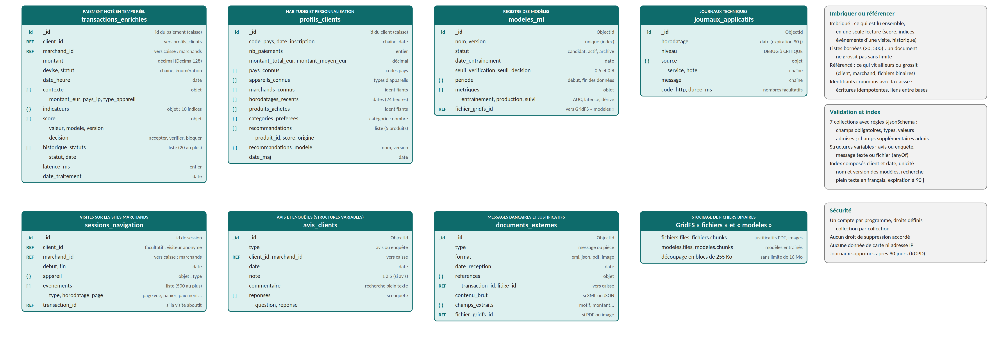 PAIEMENT NOTÉ EN TEMPS RÉEL
transactions_enrichies
_id _id id du paiement (caisse)
REF client_id vers profils_clients
REF marchand_id vers caisse : marchands
montant décimal (Decimal128)
devise, statut chaîne, énumération
date_heure date
{ } contexte objet
montant_eur, pays_ip, type_appareil
{ } indicateurs objet : 10 indices
{ } score objet
valeur, modele, version
decision accepter, verifier, bloquer
[ ] historique_statuts liste (20 au plus)
statut, date
latence_ms entier
date_traitement date
HABITUDES ET PERSONNALISATION
profils_clients
_id _id id du client (caisse)
code_pays, date_inscription chaîne, date
nb_paiements entier
montant_total_eur, montant_moyen_eur décimal
[ ] pays_connus codes pays
[ ] appareils_connus types d'appareils
[ ] marchands_connus identifiants
[ ] horodatages_recents dates (24 heures)
[ ] produits_achetes identifiants
{ } categories_preferees catégorie : nombre
[ ] recommandations liste (5 produits)
produit_id, score, origine
{ } recommandations_modele nom, version
date_maj date
REGISTRE DES MODÈLES
modeles_ml
_id _id ObjectId
nom, version unique (index)
statut candidat, actif, archive
date_entrainement date
seuil_verification, seuil_decision 0,5 et 0,8
{ } periode début, fin des données
{ } metriques objet
entraînement, production, suivi AUC, latence, dérive
REF fichier_gridfs_id vers GridFS « modeles »
JOURNAUX TECHNIQUES
journaux_applicatifs
_id _id ObjectId
horodatage date (expiration 90 j)
niveau DEBUG à CRITIQUE
{ } source objet
service, hote chaîne
message chaîne
code_http, duree_ms nombres facultatifs
Imbriquer ou référencer
Imbriqué : ce qui est lu ensemble,
en une seule lecture (score, indices,
événements d'une visite, historique)
Listes bornées (20, 500) : un document
ne grossit pas sans limite
Référencé : ce qui vit ailleurs ou grossit
(client, marchand, fichiers binaires)
Identifiants communs avec la caisse :
écritures idempotentes, liens entre bases
Validation et index
7 collections avec règles $jsonSchema :
champs obligatoires, types, valeurs
admises ; champs supplémentaires admis
Structures variables : avis ou enquête,
message texte ou fichier (anyOf)
Index composés client et date, unicité
nom et version des modèles, recherche
plein texte en français, expiration à 90 j
VISITES SUR LES SITES MARCHANDS
sessions_navigation
_id _id id de session
REF client_id facultatif : visiteur anonyme
REF marchand_id vers caisse : marchands
debut, fin date
{ } appareil objet : type
[ ] evenements liste (500 au plus)
type, horodatage, page page vue, panier, paiement...
REF transaction_id si la visite aboutit
AVIS ET ENQUÊTES (STRUCTURES VARIABLES)
avis_clients
_id _id ObjectId
type avis ou enquête
REF client_id, marchand_id vers caisse
date date
note 1 à 5 (si avis)
commentaire recherche plein texte
[ ] reponses si enquête
question, reponse
MESSAGES BANCAIRES ET JUSTIFICATIFS
documents_externes
_id _id ObjectId
type message ou pièce
format xml, json, pdf, image
date_reception date
{ } references objet
REF transaction_id, litige_id vers caisse
contenu_brut si XML ou JSON
{ } champs_extraits motif, montant...
REF fichier_gridfs_id si PDF ou image
STOCKAGE DE FICHIERS BINAIRES
GridFS « fichiers » et « modeles »
fichiers.files, fichiers.chunks justificatifs PDF, images
modeles.files, modeles.chunks modèles entraînés
découpage en blocs de 255 Ko sans limite de 16 Mo
Sécurité
Un compte par programme, droits définis
collection par collection
Aucun droit de suppression accordé
Aucune donnée de carte ni adresse IP
Journaux supprimés après 90 jours (RGPD)